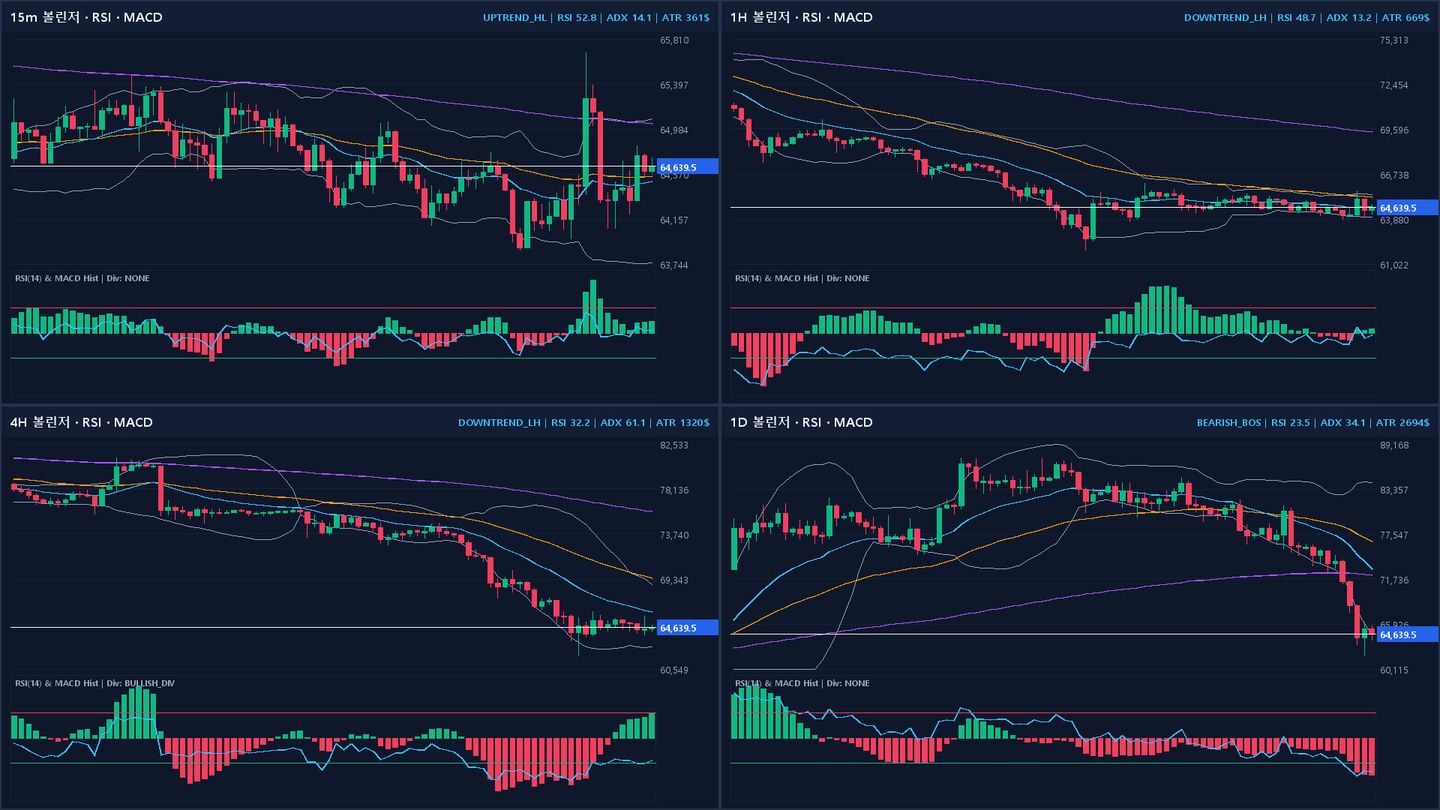 15m 볼린저 · RSI · MACD
UPTREND_HL | RSI 52.8 | ADX 14.1 | ATR 361$
65,810
65,397
64,984
64,639.5
64,570
64,157
63,744
RSI(14) & MACD Hist | Div: NONE
1H 볼린저 · RSI · MACD
DOWNTREND_LH | RSI 48.7 | ADX 13.2 | ATR 669$
75,313
72,454
69,596
66,738
64,639.5
63,880
61,022
RSI(14) & MACD Hist | Div: NONE
4H 볼린저 · RSI · MACD
DOWNTREND_LH | RSI 32.2 | ADX 61.1 | ATR 1320$
82,533
78,136
73,740
69,343
64,639.5
60,549
RSI(14) & MACD Hist | Div: BULLISH_DIV
1D 볼린저 · RSI · MACD
BEARISH_BOS | RSI 23.5 | ADX 34.1 | ATR 2694$
89,168
83,357
77,547
71,736
65,926
64,639.5
60,115
RSI(14) & MACD Hist | Div: NONE